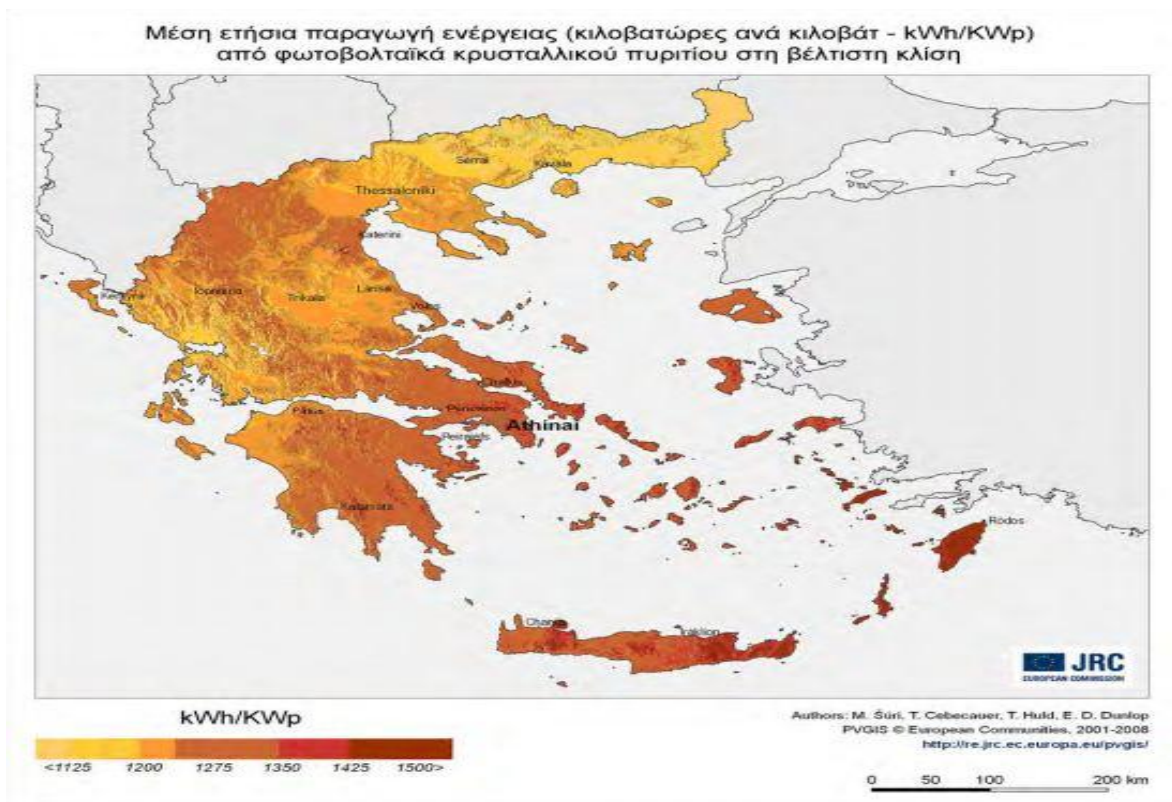 Μέση ετήσια παραγωγή ενέργειας (κιλοβατώρες ανά κιλοβάτ - kWh/KWp)
από φωτοβολταϊκά κρυσταλλικού πυριτίου στη βέλτιστη κλίση
Serrai
Kavala
Thessaloniki
Katerini
Kerkyra
Ioannina
Trikala
Larisa
Volos
Chalkis
Patras
Peristerion
Athinai
Peiraiefs
Kalamata
Rodos
Chania
Iraklion
JRC
EUROPEAN COMMISSION
kWh/KWp
<1125 1200 1275 1350 1425 1500>
Authors: M. Šúri, T. Cebecauer, T. Huld, E. D. Dunlop
PVGIS © European Communities, 2001-2008
http://re.jrc.ec.europa.eu/pvgis/
0 50 100 200 km